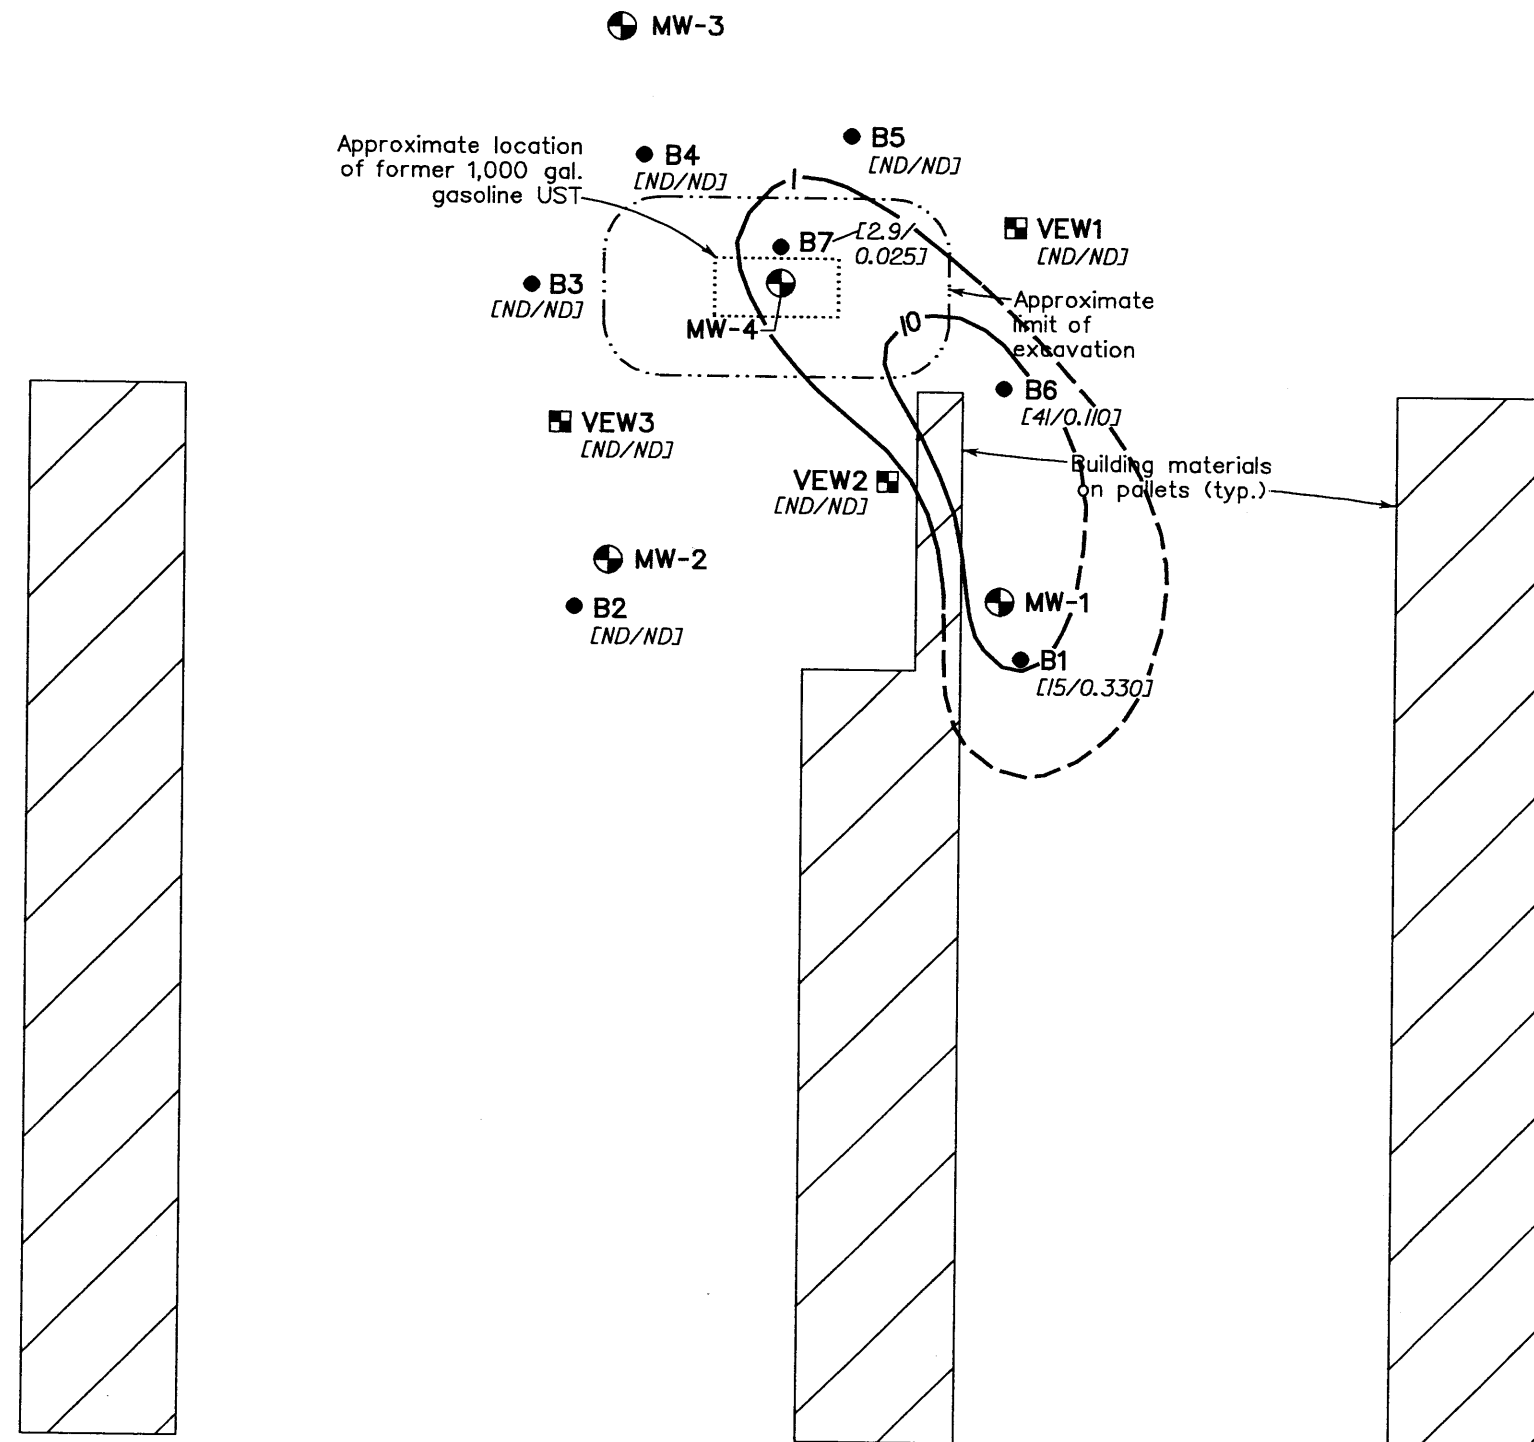 MW-3
Approximate location
of former 1,000 gal.
gasoline UST
B4
[ND/ND]
B5
[ND/ND]
1
B7
[2.9/
0.025]
VEW1
[ND/ND]
B3
[ND/ND]
MW-4
Approximate
limit of
excavation
10
B6
[41/0.110]
VEW3
[ND/ND]
VEW2
[ND/ND]
Building materials
on pallets (typ.)
MW-2
B2
[ND/ND]
MW-1
B1
[15/0.330]